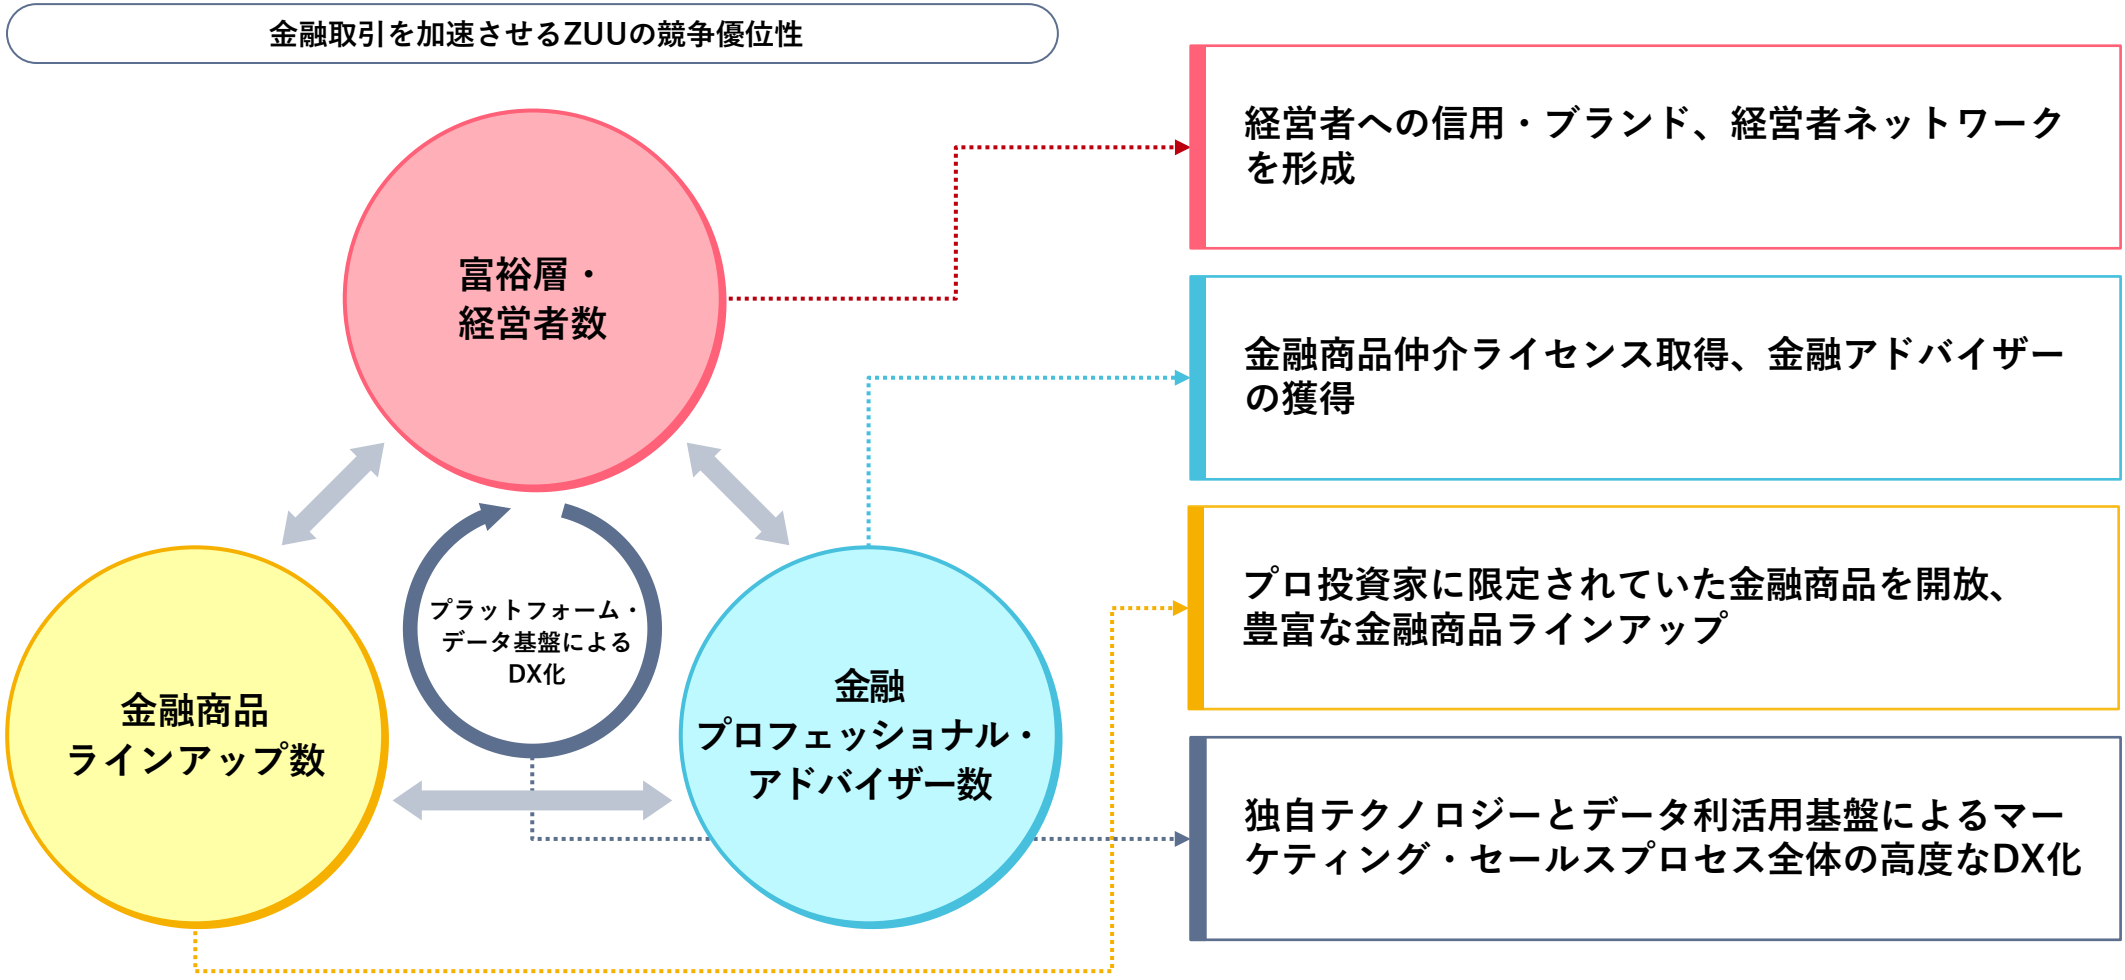 金融取引を加速させるZUUの競争優位性
富裕層・
経営者数
プラットフォーム・
データ基盤による
DX化
金融商品
ラインアップ数
金融
プロフェッショナル・
アドバイザー数
経営者への信用・ブランド、経営者ネットワーク
を形成
金融商品仲介ライセンス取得、金融アドバイザー
の獲得
プロ投資家に限定されていた金融商品を開放、
豊富な金融商品ラインアップ
独自テクノロジーとデータ利活用基盤によるマー
ケティング・セールスプロセス全体の高度なDX化